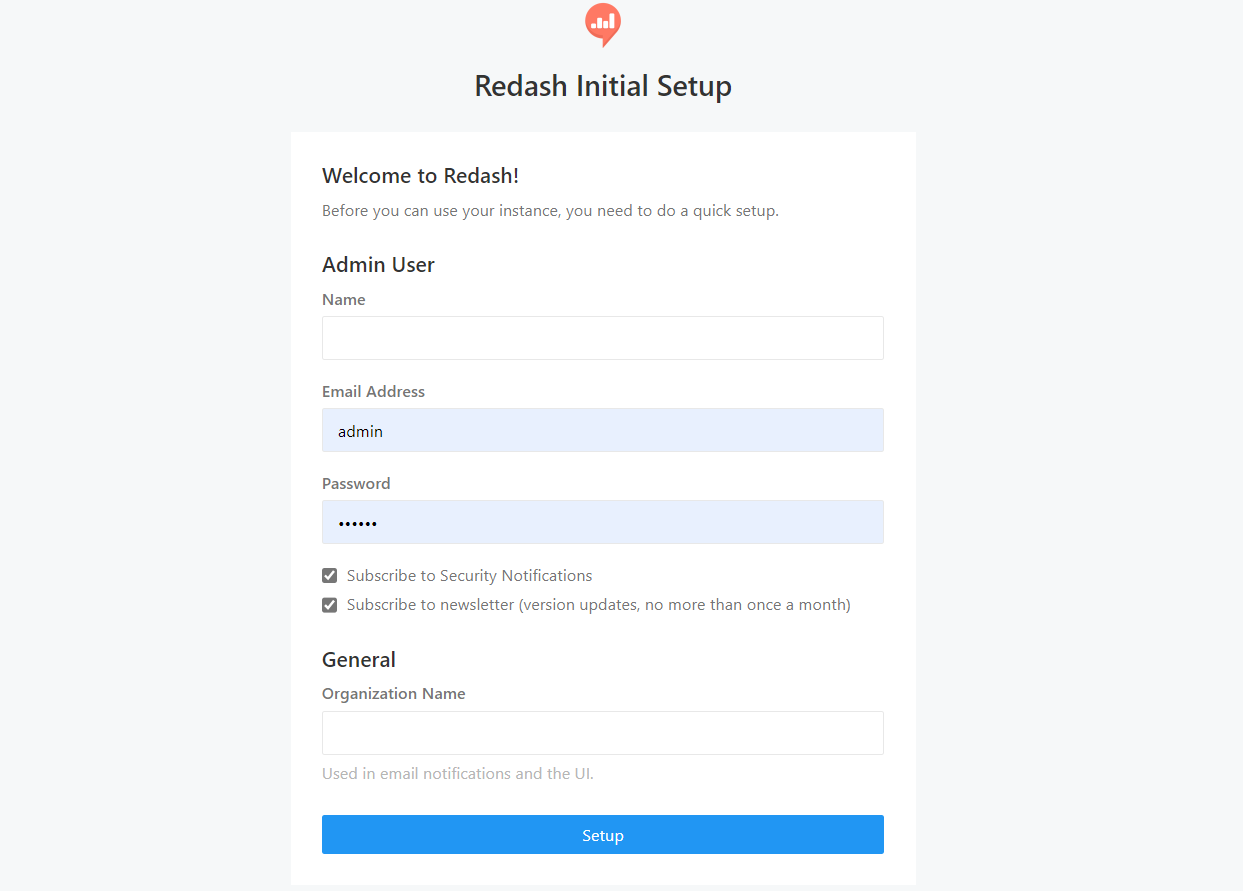 Redash Initial Setup
Welcome to Redash!
Before you can use your instance, you need to do a quick setup.
Admin User
Name
Email Address
admin
Password
••••••
Subscribe to Security Notifications
Subscribe to newsletter (version updates, no more than once a month)
General
Organization Name
Used in email notifications and the UI.
Setup